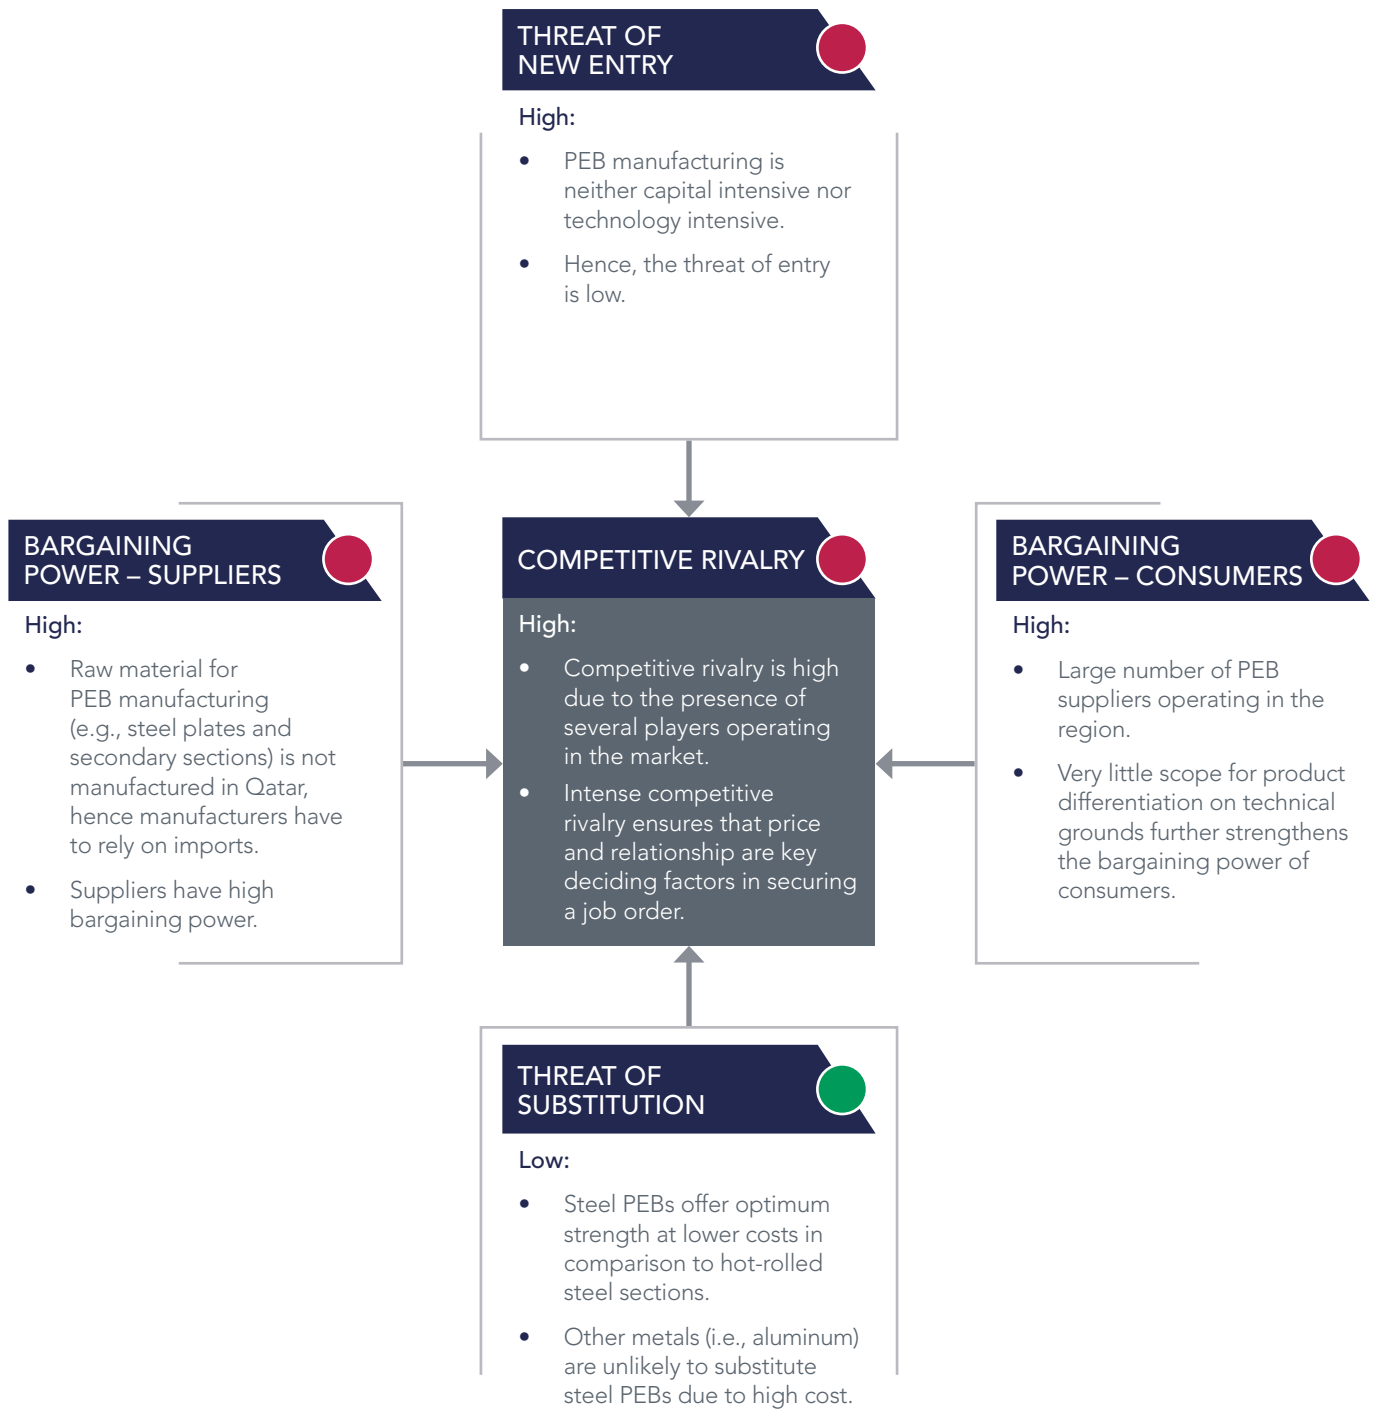 THREAT OF
NEW ENTRY
High:
• PEB manufacturing is
neither capital intensive nor
technology intensive.
• Hence, the threat of entry
is low.
BARGAINING
POWER – SUPPLIERS
High:
• Raw material for
PEB manufacturing
(e.g., steel plates and
secondary sections) is not
manufactured in Qatar,
hence manufacturers have
to rely on imports.
• Suppliers have high
bargaining power.
COMPETITIVE RIVALRY
High:
• Competitive rivalry is high
due to the presence of
several players operating
in the market.
• Intense competitive
rivalry ensures that price
and relationship are key
deciding factors in securing
a job order.
BARGAINING
POWER – CONSUMERS
High:
• Large number of PEB
suppliers operating in the
region.
• Very little scope for product
differentiation on technical
grounds further strengthens
the bargaining power of
consumers.
THREAT OF
SUBSTITUTION
Low:
• Steel PEBs offer optimum
strength at lower costs in
comparison to hot-rolled
steel sections.
• Other metals (i.e., aluminum)
are unlikely to substitute
steel PEBs due to high cost.